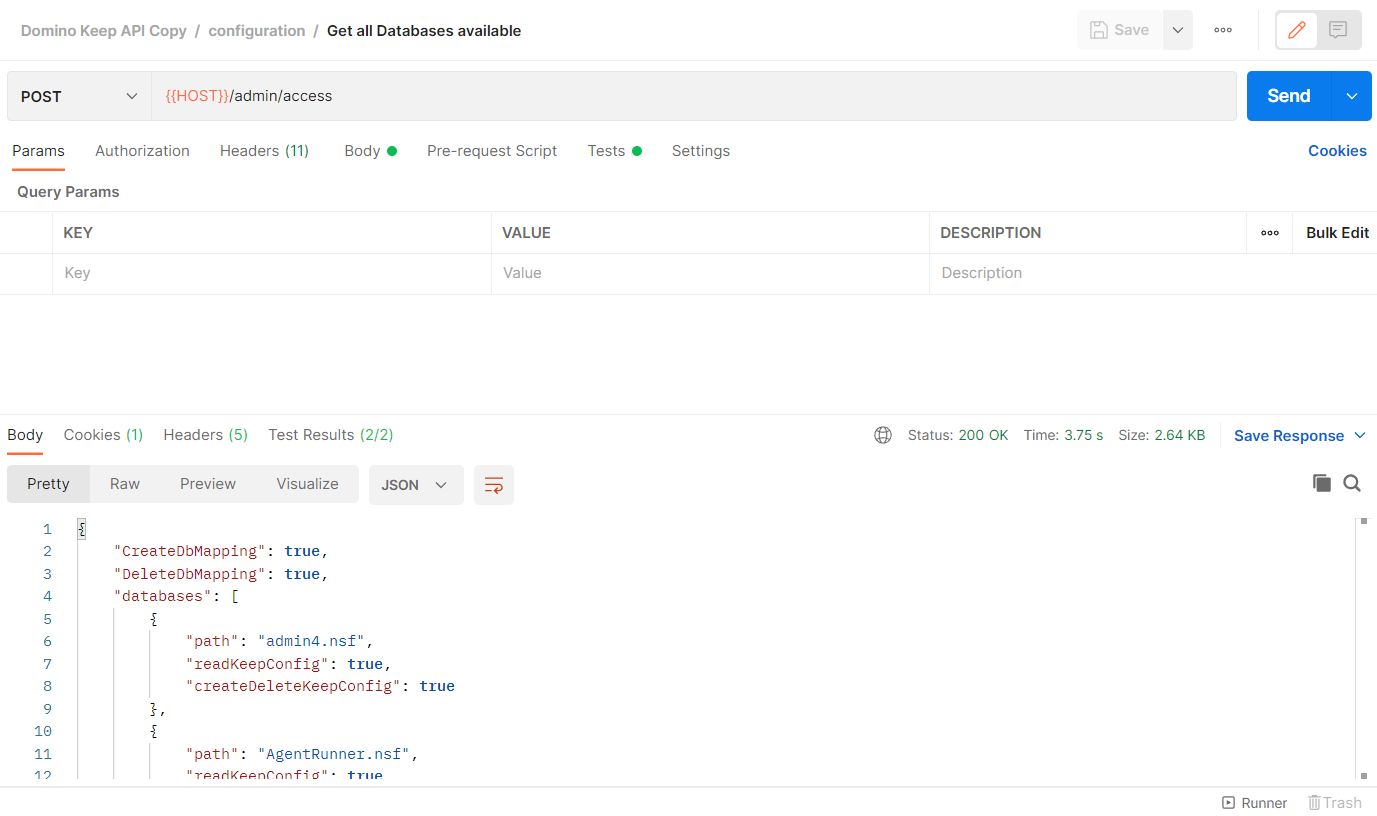 Domino Keep API Copy / configuration / Get all Databases available
Save
POST
{{HOST}}/admin/access
Send
Params Authorization Headers (11) Body Pre-request Script Tests Settings Cookies
Query Params
KEY VALUE DESCRIPTION Bulk Edit
Key Value Description
Body Cookies (1) Headers (5) Test Results (2/2) Status: 200 OK Time: 3.75 s Size: 2.64 KB Save Response
Pretty Raw Preview Visualize JSON
1 {
2 "CreateDbMapping": true,
3 "DeleteDbMapping": true,
4 "databases": [
5 {
6 "path": "admin4.nsf",
7 "readKeepConfig": true,
8 "createDeleteKeepConfig": true
9 },
10 {
11 "path": "AgentRunner.nsf",
12 "readKeepConfig": true
Runner Trash